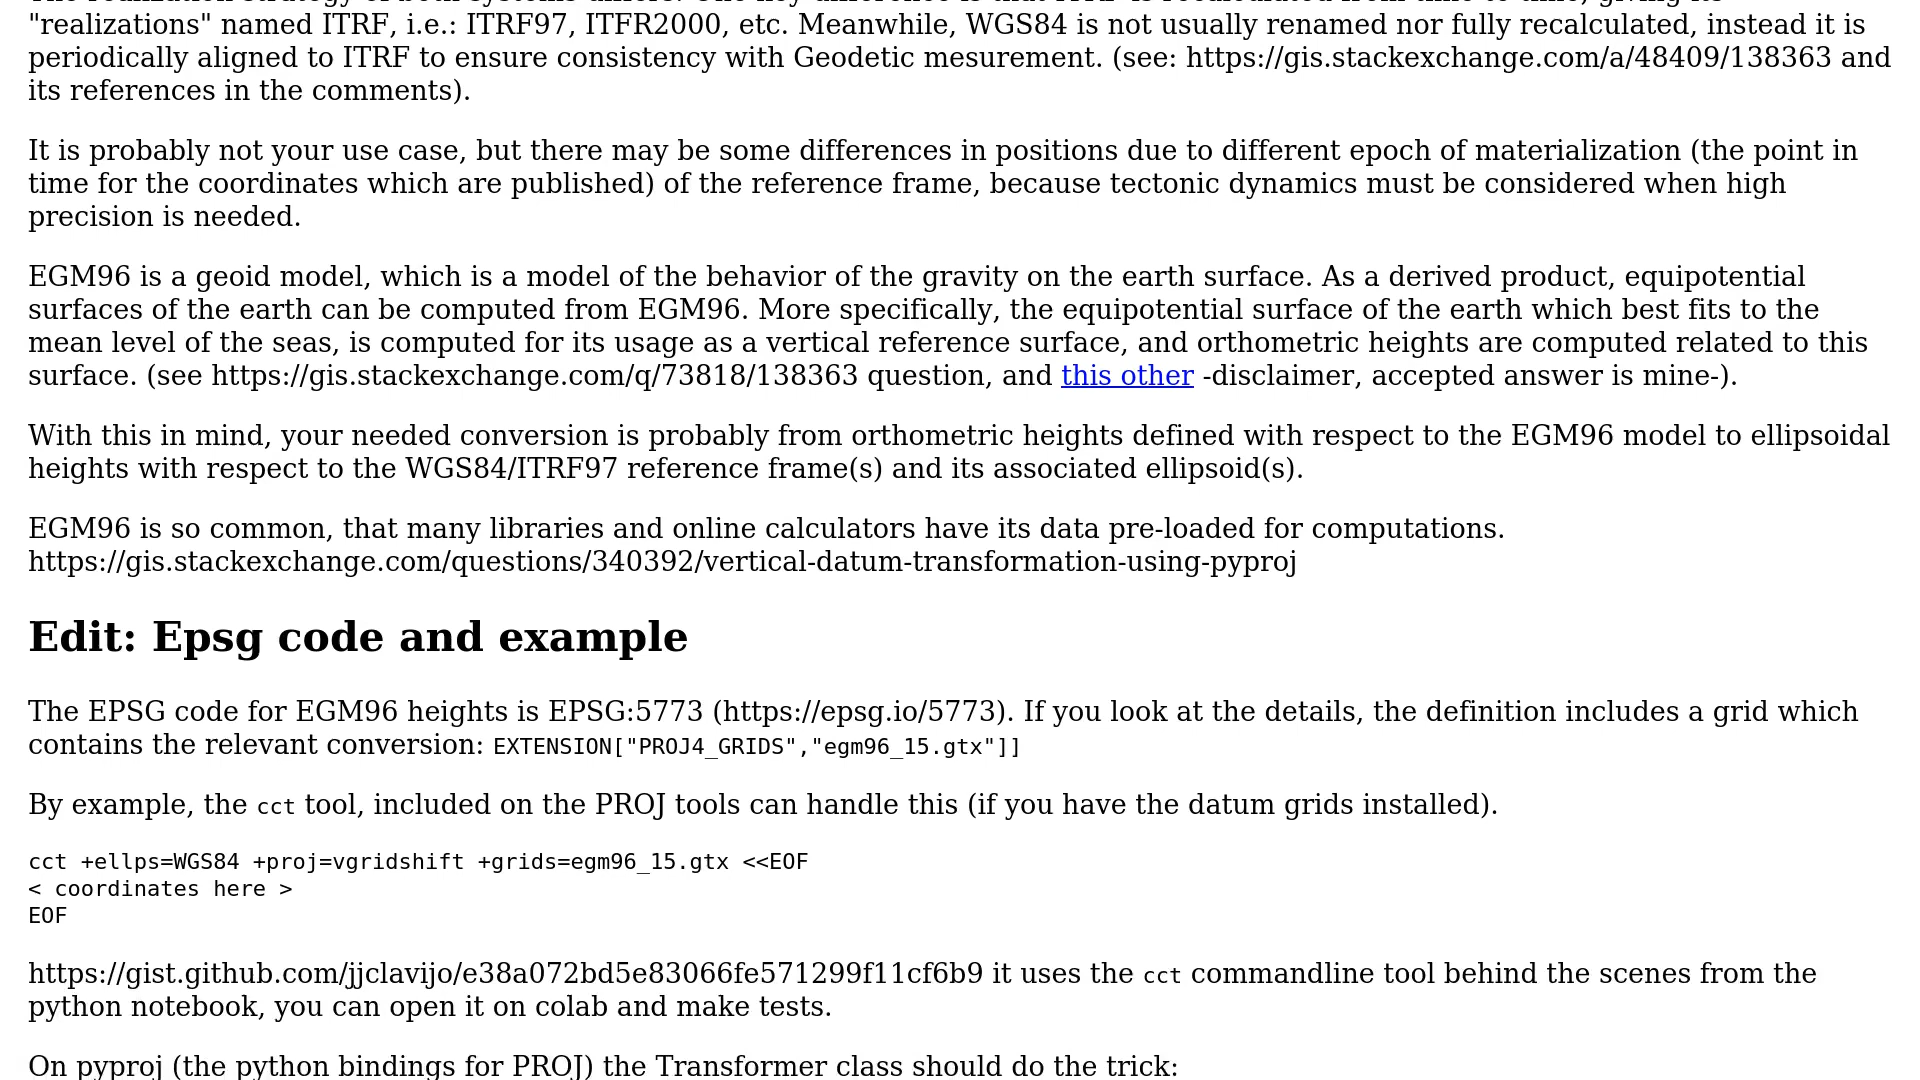 "realizations" named ITRF, i.e.: ITRF97, ITFR2000, etc. Meanwhile, WGS84 is not usually renamed nor fully recalculated, instead it is
periodically aligned to ITRF to ensure consistency with Geodetic mesurement. (see: https://gis.stackexchange.com/a/48409/138363 and
its references in the comments).
It is probably not your use case, but there may be some differences in positions due to different epoch of materialization (the point in
time for the coordinates which are published) of the reference frame, because tectonic dynamics must be considered when high
precision is needed.
EGM96 is a geoid model, which is a model of the behavior of the gravity on the earth surface. As a derived product, equipotential
surfaces of the earth can be computed from EGM96. More specifically, the equipotential surface of the earth which best fits to the
mean level of the seas, is computed for its usage as a vertical reference surface, and orthometric heights are computed related to this
surface. (see https://gis.stackexchange.com/q/73818/138363 question, and this other -disclaimer, accepted answer is mine-).
With this in mind, your needed conversion is probably from orthometric heights defined with respect to the EGM96 model to ellipsoidal
heights with respect to the WGS84/ITRF97 reference frame(s) and its associated ellipsoid(s).
EGM96 is so common, that many libraries and online calculators have its data pre-loaded for computations.
https://gis.stackexchange.com/questions/340392/vertical-datum-transformation-using-pyproj
Edit: Epsg code and example
The EPSG code for EGM96 heights is EPSG:5773 (https://epsg.io/5773). If you look at the details, the definition includes a grid which
contains the relevant conversion: EXTENSION["PROJ4_GRIDS","egm96_15.gtx"]]
By example, the cct tool, included on the PROJ tools can handle this (if you have the datum grids installed).
cct +ellps=WGS84 +proj=vgridshift +grids=egm96_15.gtx <<EOF
< coordinates here >
EOF
https://gist.github.com/jjclavijo/e38a072bd5e83066fe571299f11cf6b9 it uses the cct commandline tool behind the scenes from the
python notebook, you can open it on colab and make tests.
On pyproj (the python bindings for PROJ) the Transformer class should do the trick: